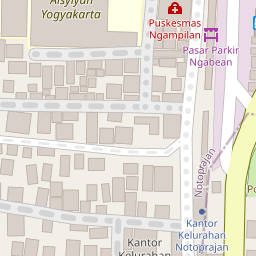 Aisyiyah
Yogyakarta
Puskesmas
Ngampilan
Pasar Parkir
Ngabean
Notoprajan
Kantor
Kelurahan
Notoprajan
Kantor
Kelurahan